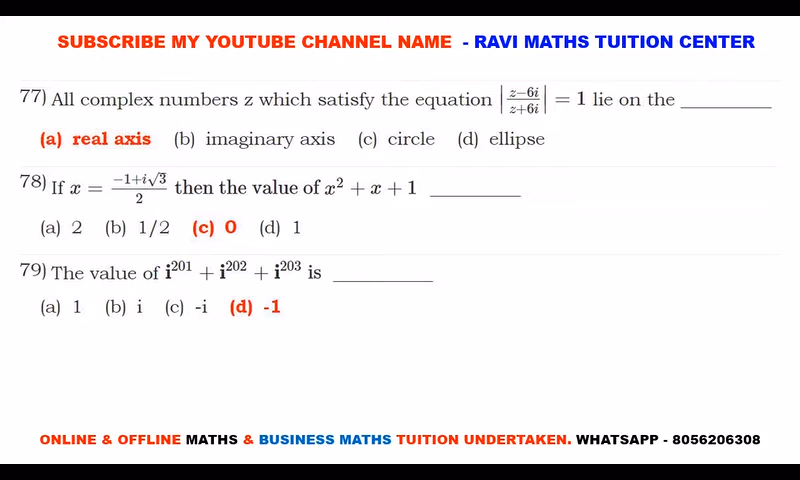 SUBSCRIBE MY YOUTUBE CHANNEL NAME - RAVI MATHS TUITION CENTER
77) All complex numbers z which satisfy the equation |z−6i/z+6i| = 1 lie on the ________
(a) real axis (b) imaginary axis (c) circle (d) ellipse
78) If x = −1+i√3/2 then the value of x² + x + 1 ________
(a) 2 (b) 1/2 (c) 0 (d) 1
79) The value of i²⁰¹ + i²⁰² + i²⁰³ is ________
(a) 1 (b) i (c) -i (d) -1
ONLINE & OFFLINE MATHS & BUSINESS MATHS TUITION UNDERTAKEN. WHATSAPP - 8056206308